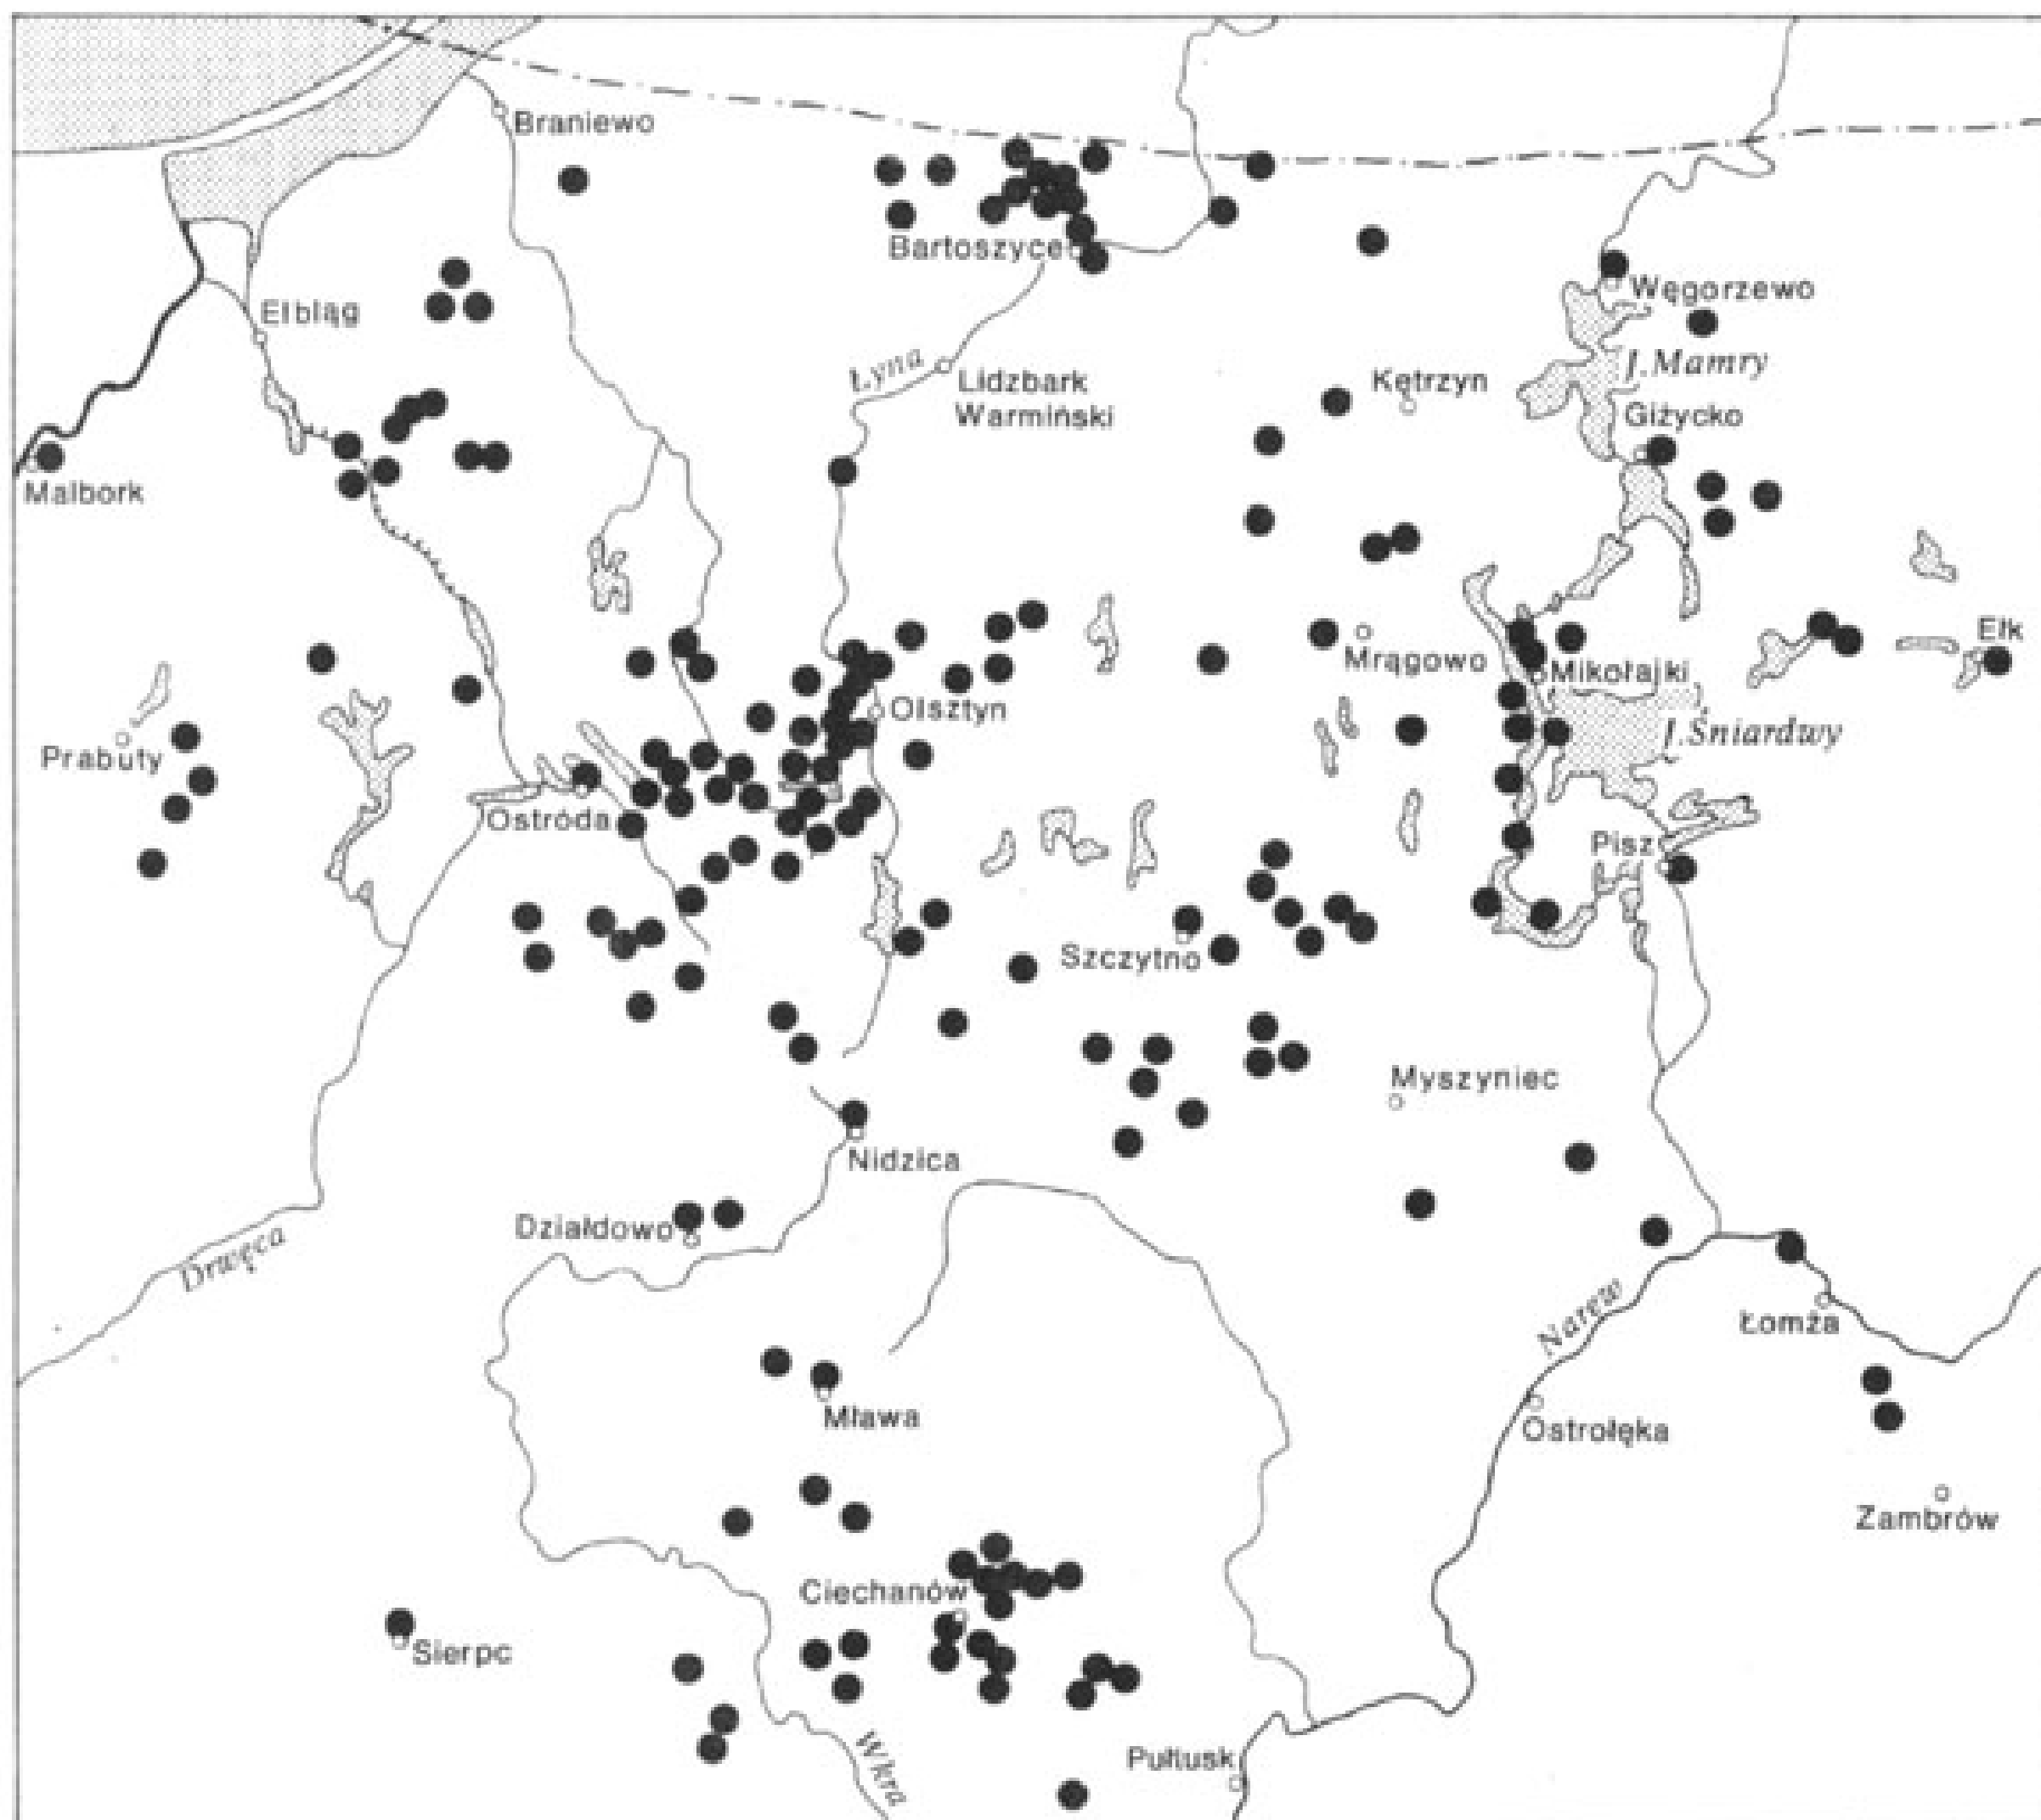 Braniewo
Bartoszyce
Węgorzewo
Elbląg
J.Mamry
Łyna
Lidzbark
Warmiński
Kętrzyn
Giżycko
Malbork
Ełk
Mrągowo
Mikołajki
Olsztyn
J.Śniardwy
Prabuty
Ostróda
Pisz
Szczytno
Myszyniec
Nidzica
Działdowo
Drwęca
Narew
Łomża
Mława
Ostrołęka
Zambrów
Ciechanów
Sierpc
Wkra
Pułtusk